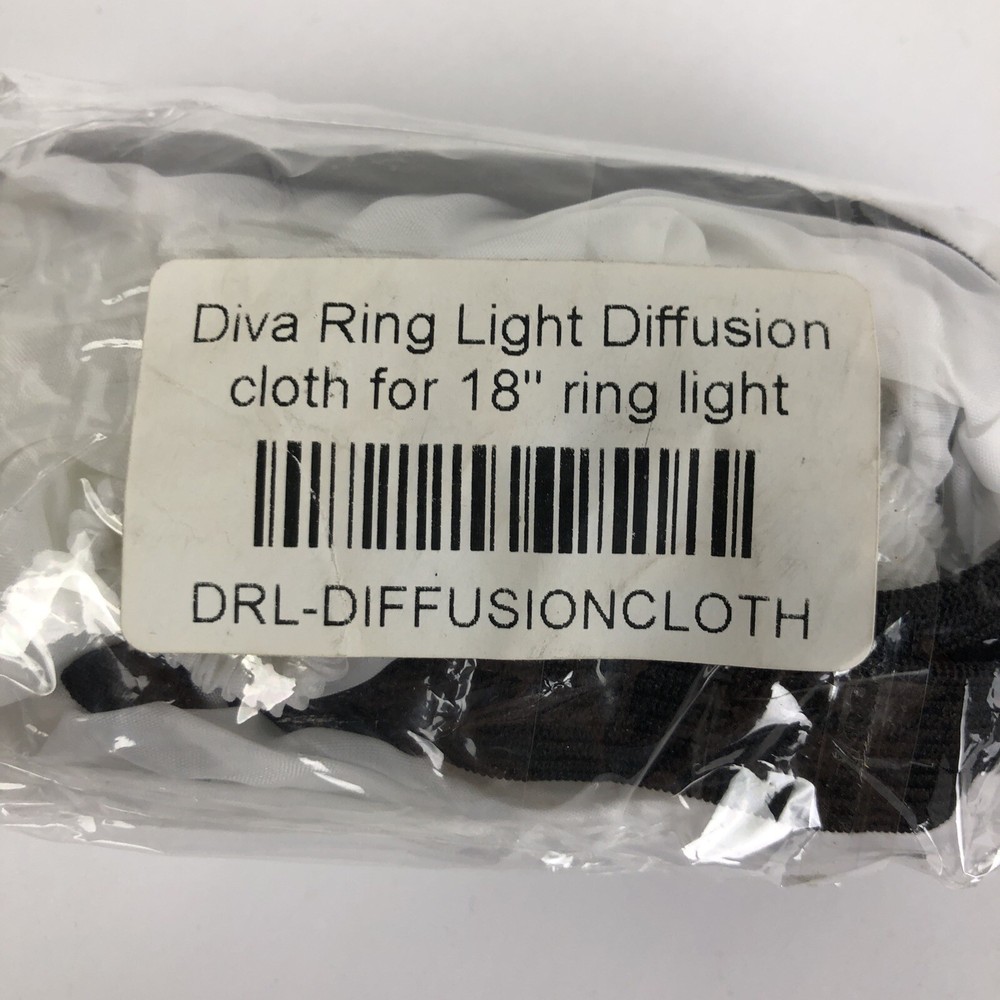 Diva Ring Light Diffusion
cloth for 18" ring light
DRL-DIFFUSIONCLOTH